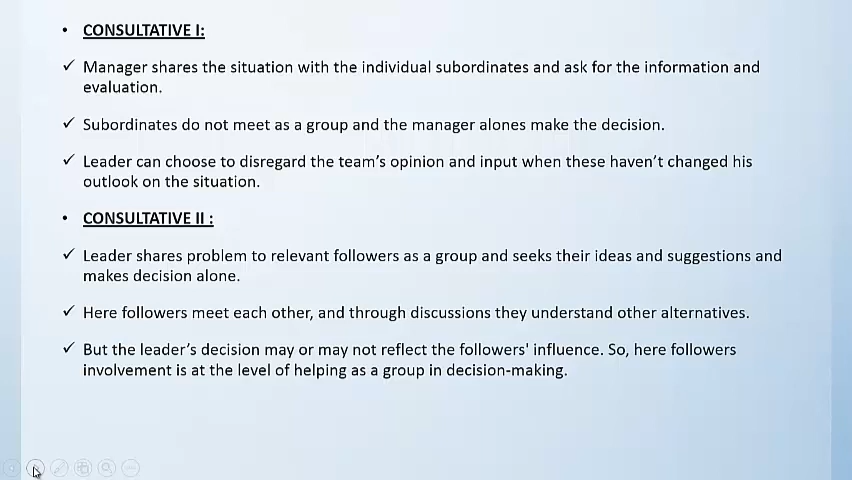 • CONSULTATIVE I:
✓ Manager shares the situation with the individual subordinates and ask for the information and
evaluation.
✓ Subordinates do not meet as a group and the manager alones make the decision.
✓ Leader can choose to disregard the team’s opinion and input when these haven’t changed his
outlook on the situation.
• CONSULTATIVE II :
✓ Leader shares problem to relevant followers as a group and seeks their ideas and suggestions and
makes decision alone.
✓ Here followers meet each other, and through discussions they understand other alternatives.
✓ But the leader’s decision may or may not reflect the followers' influence. So, here followers
involvement is at the level of helping as a group in decision-making.